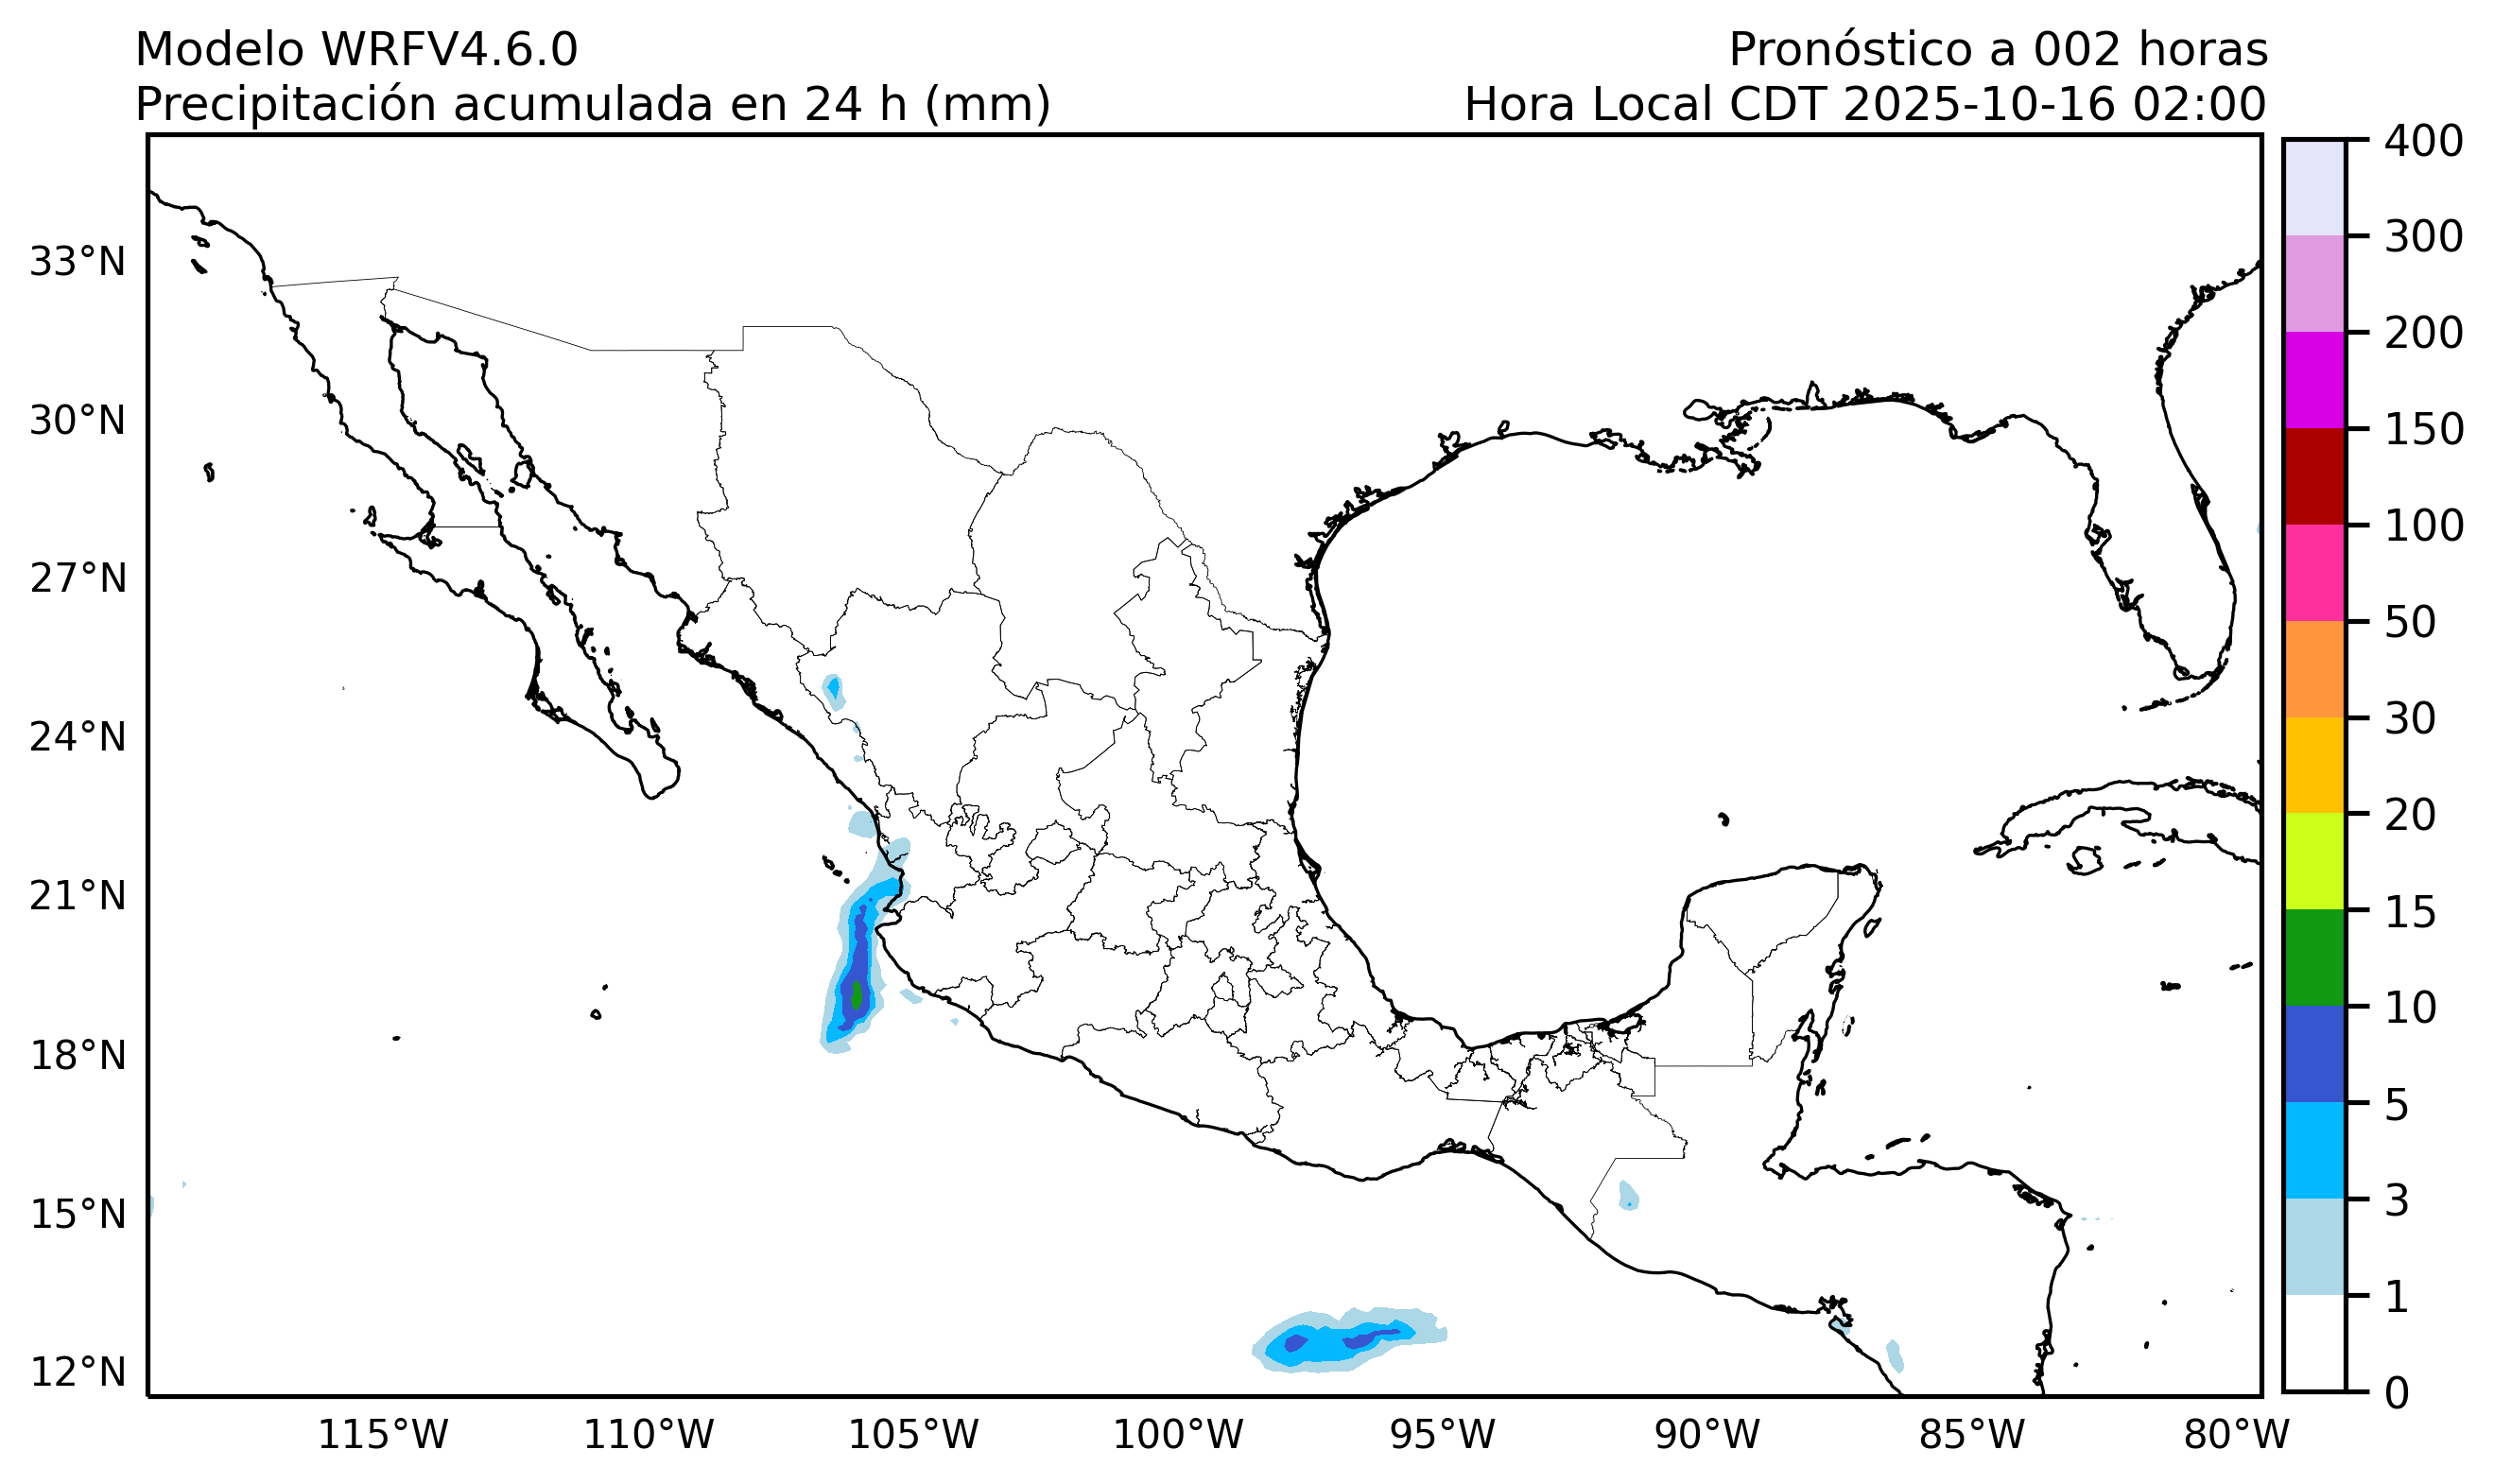 Modelo WRFV4.6.0
Pronóstico a 002 horas
Precipitación acumulada en 24 h (mm)
Hora Local CDT 2025-10-16 02:00
33°N
30°N
27°N
24°N
21°N
18°N
15°N
12°N
115°W
110°W
105°W
100°W
95°W
90°W
85°W
80°W
400
300
200
150
100
50
30
20
15
10
5
3
1
0